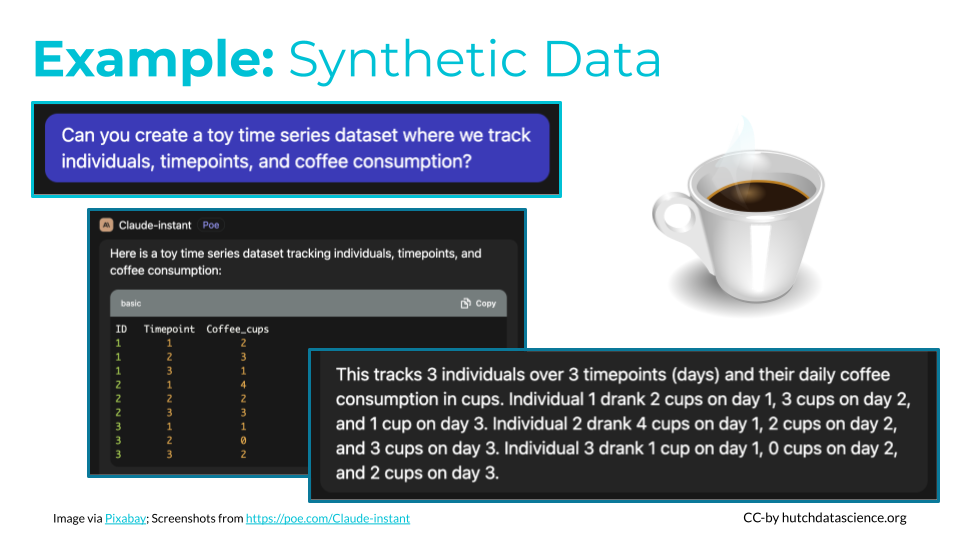 Example: Synthetic Data
Can you create a toy time series dataset where we track
individuals, timepoints, and coffee consumption?
Claude-instant Poe
Here is a toy time series dataset tracking individuals, timepoints, and
coffee consumption:
basic Copy
ID Timepoint Coffee_cups
1 1 2
1 2 3
1 3 1
2 1 4
2 2 2
2 3 3
3 1 1
3 2 0
3 3 2
This tracks 3 individuals over 3 timepoints (days) and their daily coffee
consumption in cups. Individual 1 drank 2 cups on day 1, 3 cups on day 2,
and 1 cup on day 3. Individual 2 drank 4 cups on day 1, 2 cups on day 2,
and 3 cups on day 3. Individual 3 drank 1 cup on day 1, 0 cups on day 2,
and 2 cups on day 3.
Image via Pixabay; Screenshots from https://poe.com/Claude-instant
CC-by hutchdatascience.org